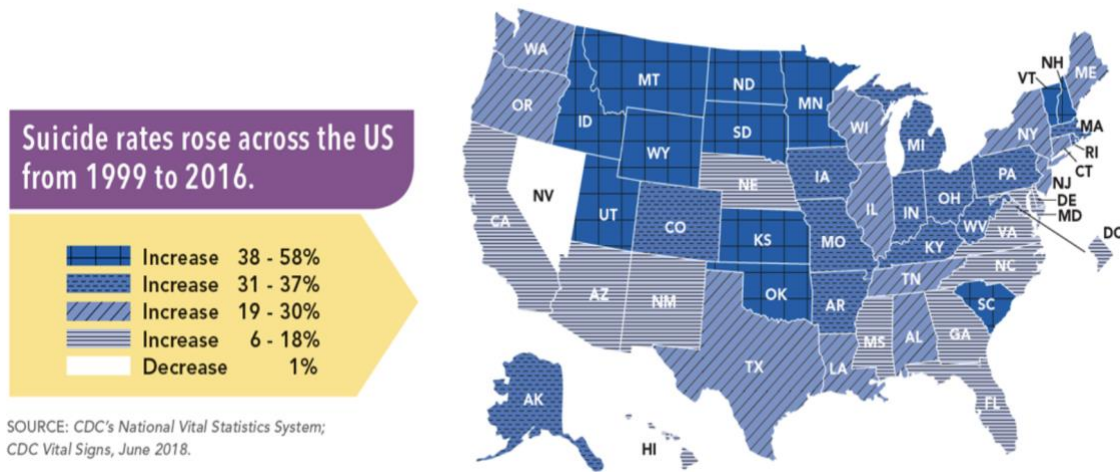 Suicide rates rose across the US
from 1999 to 2016.
Increase 38 - 58%
Increase 31 - 37%
Increase 19 - 30%
Increase 6 - 18%
Decrease 1%
SOURCE: CDC's National Vital Statistics System;
CDC Vital Signs, June 2018.
WA
OR
CA
NV
ID
MT
WY
UT
CO
AZ
NM
ND
SD
NE
KS
OK
TX
MN
IA
MO
AR
LA
WI
IL
MI
IN
OH
KY
TN
MS
AL
GA
FL
SC
NC
VA
WV
PA
NY
VT
NH
ME
MA
RI
CT
NJ
DE
MD
DC
AK
HI